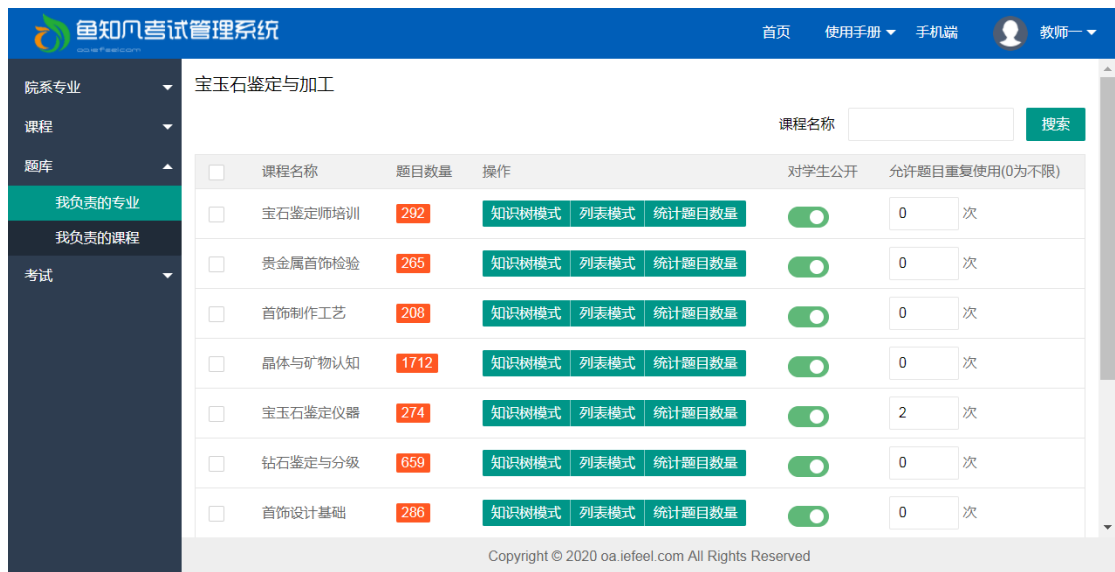 鱼知凡考试管理系统
oa.iefeel.com
首页 使用手册 手机端 教师一
院系专业
课程
题库
我负责的专业
我负责的课程
考试
宝玉石鉴定与加工
课程名称 搜索
课程名称 题目数量 操作 对学生公开 允许题目重复使用(0为不限)
宝石鉴定师培训 292 知识树模式 列表模式 统计题目数量 0 次
贵金属首饰检验 265 知识树模式 列表模式 统计题目数量 0 次
首饰制作工艺 208 知识树模式 列表模式 统计题目数量 0 次
晶体与矿物认知 1712 知识树模式 列表模式 统计题目数量 0 次
宝玉石鉴定仪器 274 知识树模式 列表模式 统计题目数量 2 次
钻石鉴定与分级 659 知识树模式 列表模式 统计题目数量 0 次
首饰设计基础 286 知识树模式 列表模式 统计题目数量 0 次
Copyright © 2020 oa.iefeel.com All Rights Reserved